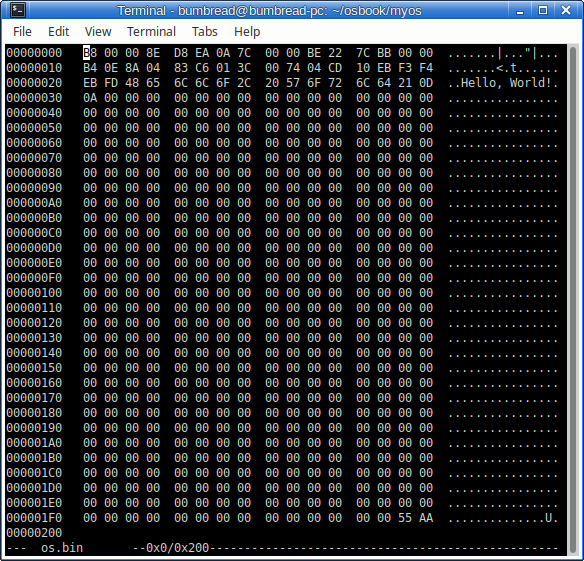 Terminal - bumbread@bumbread-pc: ~/osbook/myos
File Edit View Terminal Tabs Help
00000000 B8 00 00 8E D8 EA 0A 7C 00 00 BE 22 7C BB 00 00 .......|..."|...
00000010 B4 0E 8A 04 83 C6 01 3C 00 74 04 CD 10 EB F3 F4 .......<.t......
00000020 EB FD 48 65 6C 6C 6F 2C 20 57 6F 72 6C 64 21 0D ..Hello, World!.
00000030 0A 00 00 00 00 00 00 00 00 00 00 00 00 00 00 00 ................
00000040 00 00 00 00 00 00 00 00 00 00 00 00 00 00 00 00 ................
00000050 00 00 00 00 00 00 00 00 00 00 00 00 00 00 00 00 ................
00000060 00 00 00 00 00 00 00 00 00 00 00 00 00 00 00 00 ................
00000070 00 00 00 00 00 00 00 00 00 00 00 00 00 00 00 00 ................
00000080 00 00 00 00 00 00 00 00 00 00 00 00 00 00 00 00 ................
00000090 00 00 00 00 00 00 00 00 00 00 00 00 00 00 00 00 ................
000000A0 00 00 00 00 00 00 00 00 00 00 00 00 00 00 00 00 ................
000000B0 00 00 00 00 00 00 00 00 00 00 00 00 00 00 00 00 ................
000000C0 00 00 00 00 00 00 00 00 00 00 00 00 00 00 00 00 ................
000000D0 00 00 00 00 00 00 00 00 00 00 00 00 00 00 00 00 ................
000000E0 00 00 00 00 00 00 00 00 00 00 00 00 00 00 00 00 ................
000000F0 00 00 00 00 00 00 00 00 00 00 00 00 00 00 00 00 ................
00000100 00 00 00 00 00 00 00 00 00 00 00 00 00 00 00 00 ................
00000110 00 00 00 00 00 00 00 00 00 00 00 00 00 00 00 00 ................
00000120 00 00 00 00 00 00 00 00 00 00 00 00 00 00 00 00 ................
00000130 00 00 00 00 00 00 00 00 00 00 00 00 00 00 00 00 ................
00000140 00 00 00 00 00 00 00 00 00 00 00 00 00 00 00 00 ................
00000150 00 00 00 00 00 00 00 00 00 00 00 00 00 00 00 00 ................
00000160 00 00 00 00 00 00 00 00 00 00 00 00 00 00 00 00 ................
00000170 00 00 00 00 00 00 00 00 00 00 00 00 00 00 00 00 ................
00000180 00 00 00 00 00 00 00 00 00 00 00 00 00 00 00 00 ................
00000190 00 00 00 00 00 00 00 00 00 00 00 00 00 00 00 00 ................
000001A0 00 00 00 00 00 00 00 00 00 00 00 00 00 00 00 00 ................
000001B0 00 00 00 00 00 00 00 00 00 00 00 00 00 00 00 00 ................
000001C0 00 00 00 00 00 00 00 00 00 00 00 00 00 00 00 00 ................
000001D0 00 00 00 00 00 00 00 00 00 00 00 00 00 00 00 00 ................
000001E0 00 00 00 00 00 00 00 00 00 00 00 00 00 00 00 00 ................
000001F0 00 00 00 00 00 00 00 00 00 00 00 00 00 00 55 AA ..............U.
00000200
--- os.bin --0x0/0x200--------------------------------------------------